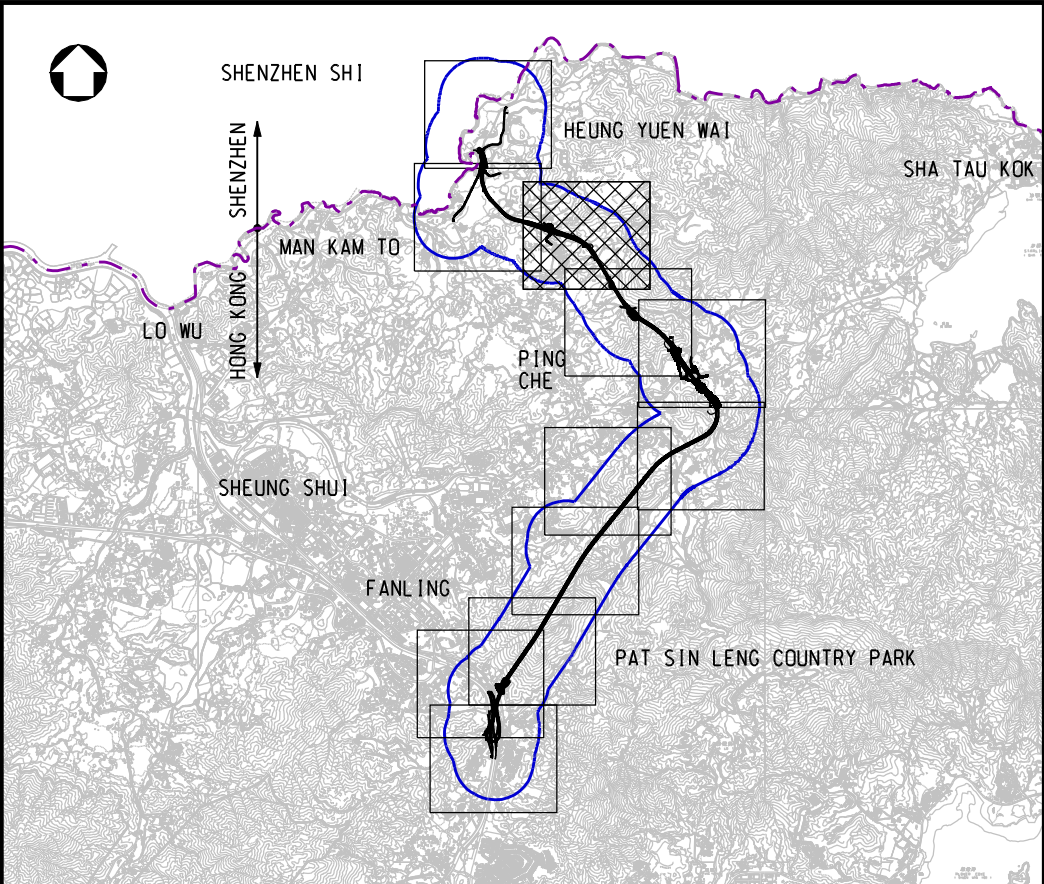 SHENZHEN SHI
HEUNG YUEN WAI
SHENZHEN
SHA TAU KOK
MAN KAM TO
HONG KONG
LO WU
PING
CHE
SHEUNG SHUI
FANLING
PAT SIN LENG COUNTRY PARK